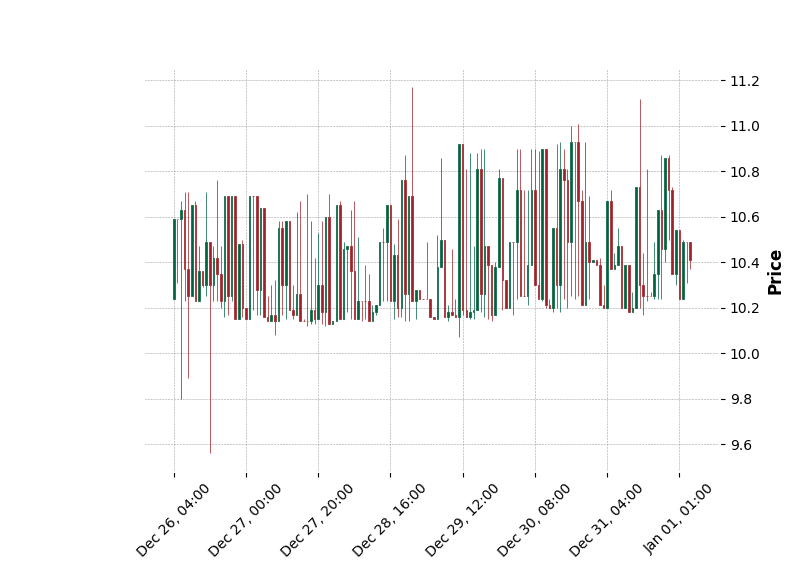 11.2
11.0
10.8
10.6
10.4
10.2
10.0
9.8
9.6
Price
Dec 26, 04:00
Dec 27, 00:00
Dec 27, 20:00
Dec 28, 16:00
Dec 29, 12:00
Dec 30, 08:00
Dec 31, 04:00
Jan 01, 01:00